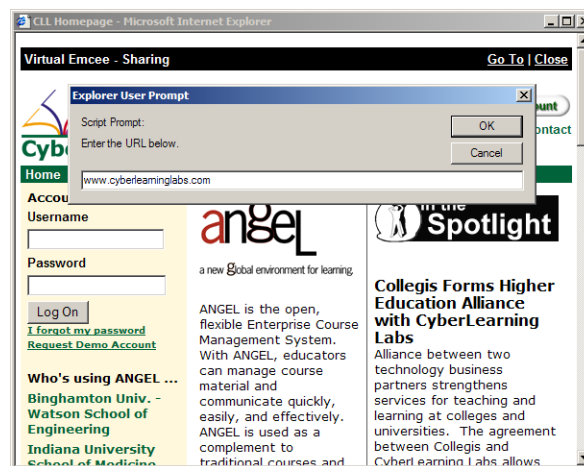 CLL Homepage - Microsoft Internet Explorer
Virtual Emcee - Sharing
Go To | Close
Explorer User Prompt
Script Prompt:
Enter the URL below.
OK
Cancel
www.cyberlearninglabs.com
Home
Username
Password
Log On
I forgot my password
Request Demo Account
Who's using ANGEL ...
Binghamton Univ. -
Watson School of
Engineering
Indiana University
School of Medicine
angel
a new global environment for learning
ANGEL is the open,
flexible Enterprise Course
Management System.
With ANGEL, educators
can manage course
material and
communicate quickly,
easily, and effectively.
ANGEL is used as a
complement to
traditional courses and
in the
Spotlight
Collegis Forms Higher
Education Alliance
with CyberLearning
Labs
Alliance between two
technology business
partners strengthens
services for teaching and
learning at colleges and
universities. The agreement
between Collegis and
CyberLearning Labs allows